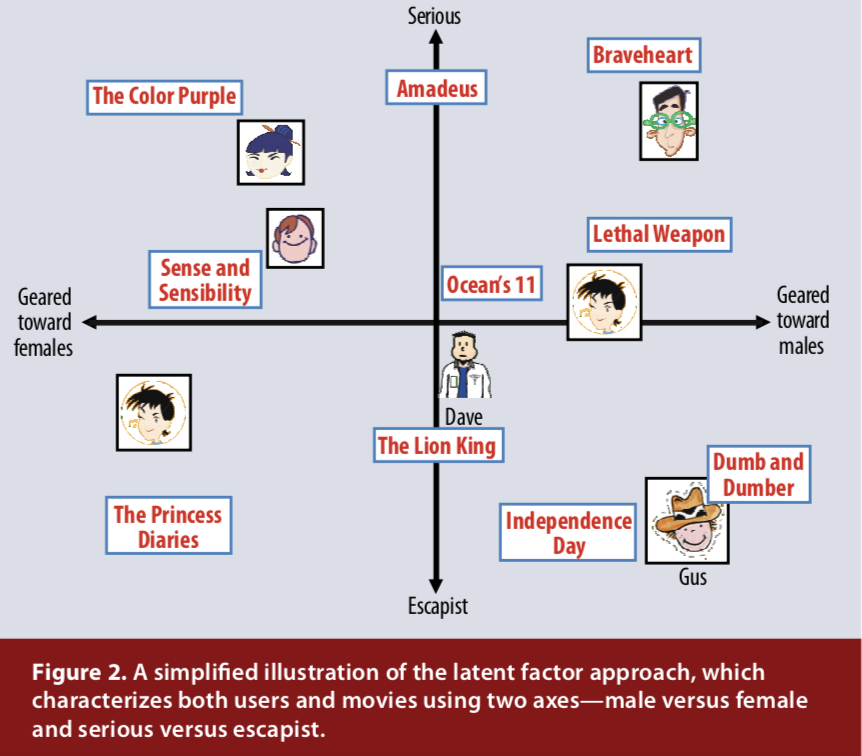 Serious
Braveheart
Amadeus
The Color Purple
Lethal Weapon
Sense and
Sensibility
Ocean's 11
Geared
toward
females
Geared
toward
males
Dave
The Lion King
Dumb and
Dumber
The Princess
Diaries
Independence
Day
Gus
Escapist
Figure 2. A simplified illustration of the latent factor approach, which
characterizes both users and movies using two axes—male versus female
and serious versus escapist.